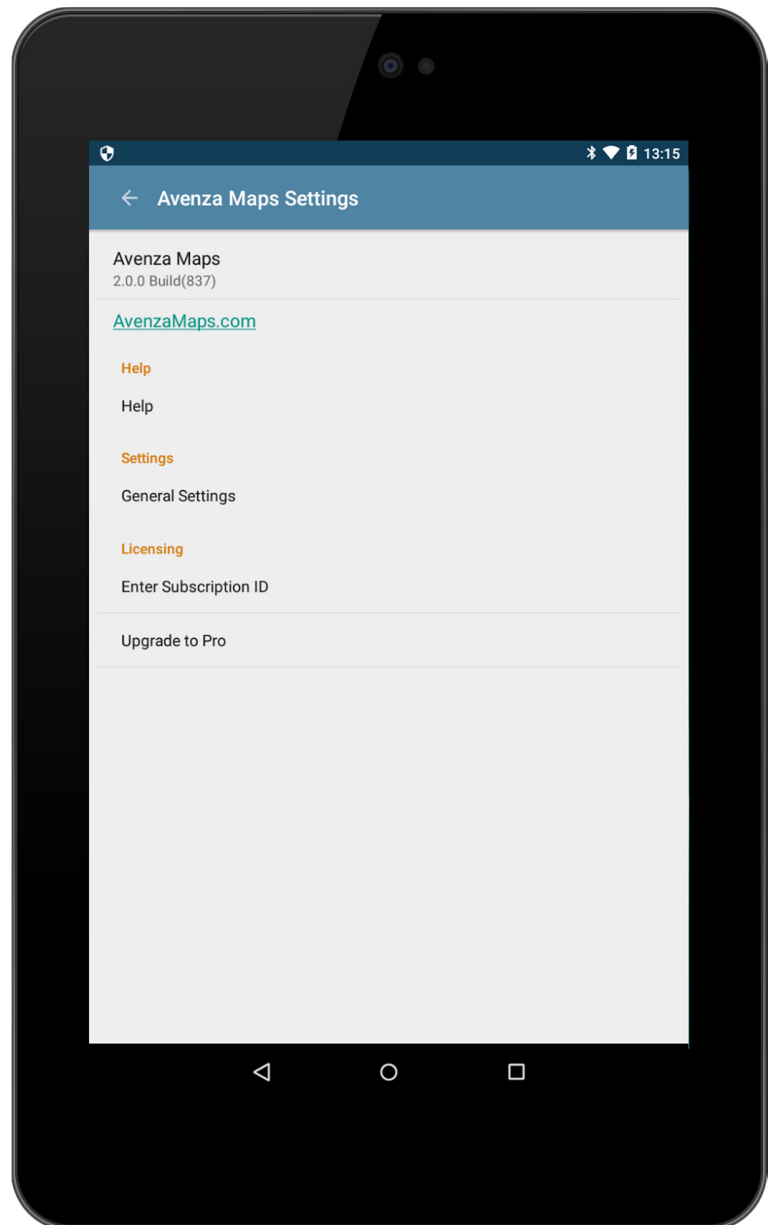 13:15
Avenza Maps Settings
Avenza Maps
2.0.0 Build(837)
AvenzaMaps.com
Help
Help
Settings
General Settings
Licensing
Enter Subscription ID
Upgrade to Pro